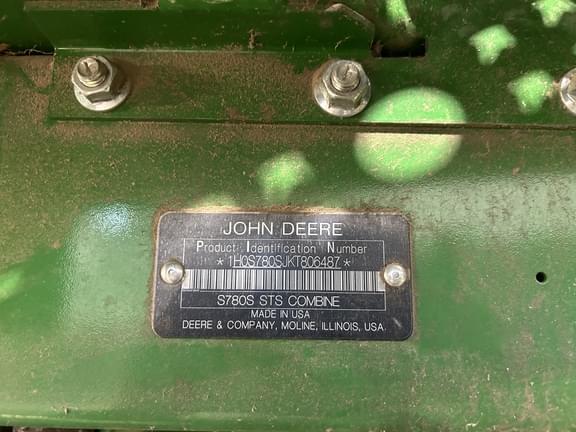 JOHN DEERE
Product Identification Number
*1H0S780SJKT806487*
S780S STS COMBINE
MADE IN USA
DEERE & COMPANY, MOLINE, ILLINOIS, USA